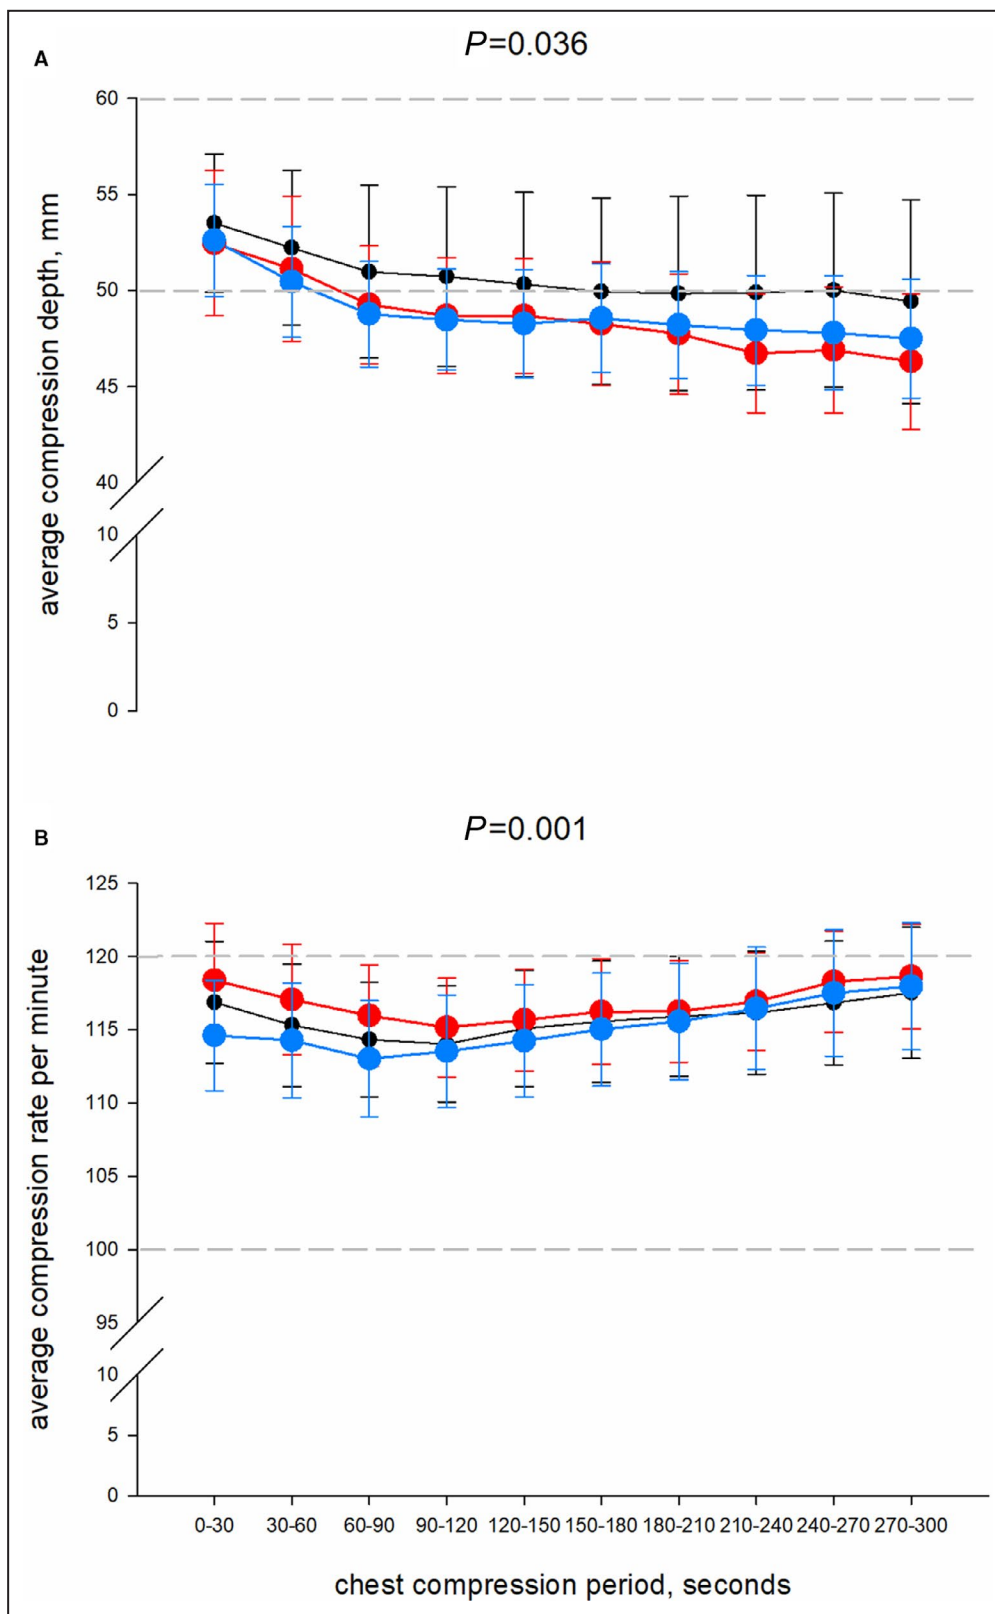 A
P=0.036
60
55
50
45
40
10
5
0
average compression depth, mm
B
P=0.001
125
120
115
110
105
100
95
10
5
0
average compression rate per minute
0-30 30-60 60-90 90-120 120-150 150-180 180-210 210-240 240-270 270-300
chest compression period, seconds